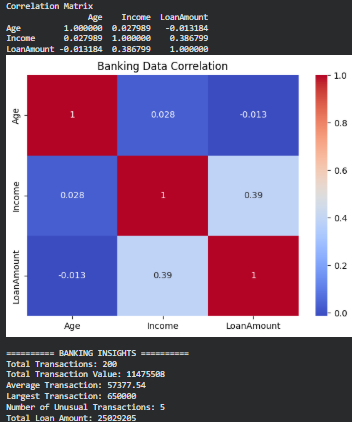 Correlation Matrix
Age Income LoanAmount
Age 1.000000 0.027989 -0.013184
Income 0.027989 1.000000 0.386799
LoanAmount -0.013184 0.386799 1.000000
Banking Data Correlation
Age
Income
LoanAmount
1 0.028 -0.013
0.028 1 0.39
-0.013 0.39 1
Age Income LoanAmount
1.0
0.8
0.6
0.4
0.2
0.0
========== BANKING INSIGHTS ==========
Total Transactions: 200
Total Transaction Value: 11475508
Average Transaction: 57377.54
Largest Transaction: 650000
Number of Unusual Transactions: 5
Total Loan Amount: 25029205